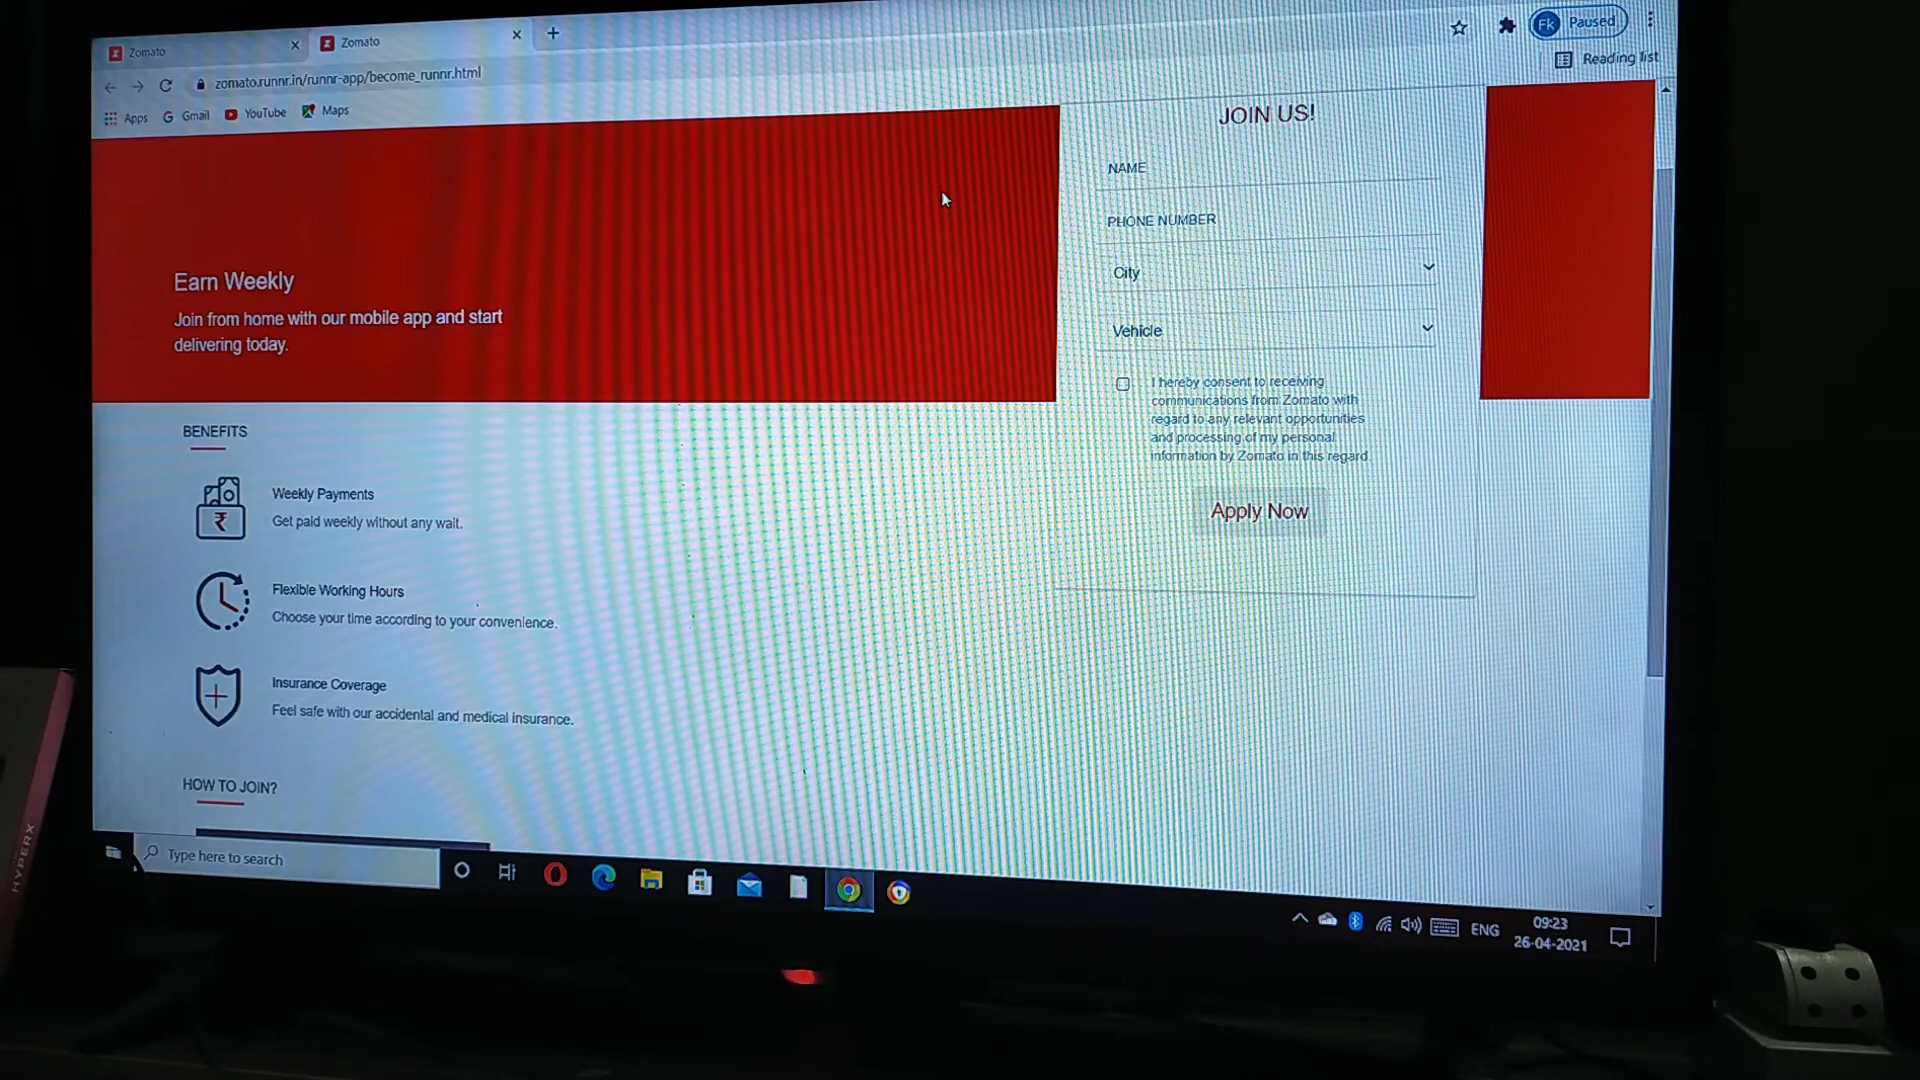 Zomato
Zomato
Paused
zomato.runnr.in/runnr-app/become_runnr.html
Reading list
Apps
Gmail
YouTube
Maps
Earn Weekly
Join from home with our mobile app and start
delivering today.
JOIN US!
NAME
PHONE NUMBER
City
Vehicle
I hereby consent to receiving
communications from Zomato with
regard to any relevant opportunities
and processing of my personal
information by Zomato in this regard.
Apply Now
BENEFITS
Weekly Payments
Get paid weekly without any wait.
Flexible Working Hours
Choose your time according to your convenience.
Insurance Coverage
Feel safe with our accidental and medical insurance.
HOW TO JOIN?
Type here to search
ENG
09:23
26-04-2021
HYPERX
Fk